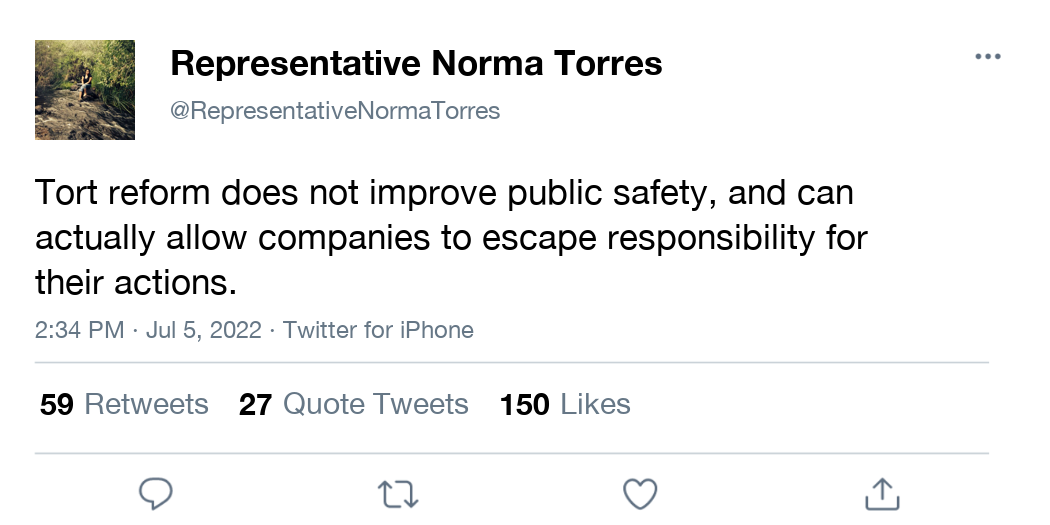 Representative Norma Torres
@RepresentativeNormaTorres
Tort reform does not improve public safety, and can
actually allow companies to escape responsibility for
their actions.
2:34 PM · Jul 5, 2022 · Twitter for iPhone
59 Retweets 27 Quote Tweets 150 Likes